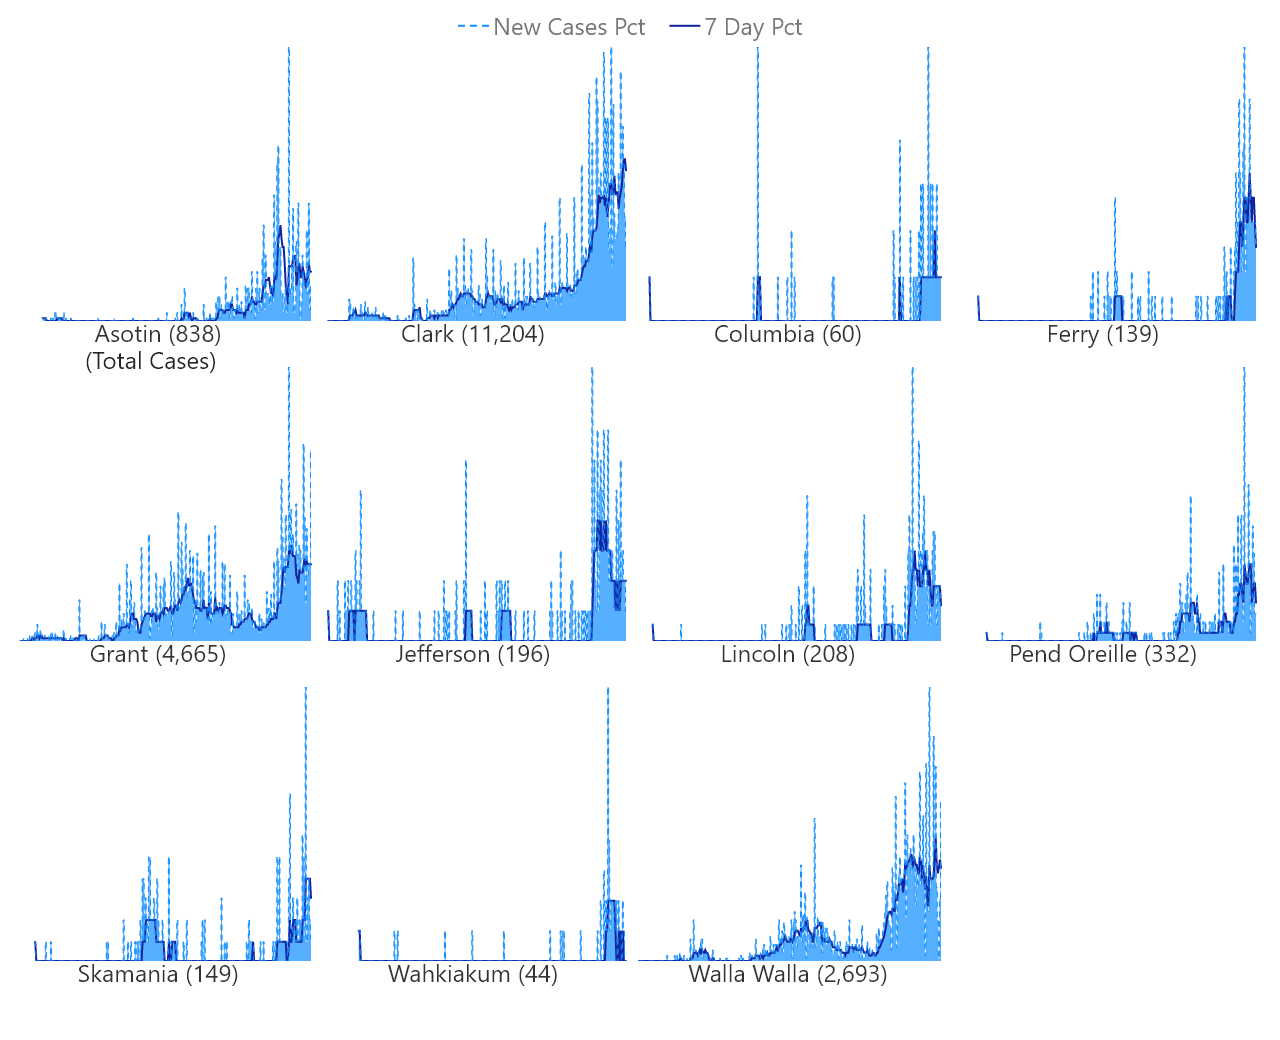 New Cases Pct 7 Day Pct
Asotin (838)
(Total Cases)
Clark (11,204)
Columbia (60)
Ferry (139)
Grant (4,665)
Jefferson (196)
Lincoln (208)
Pend Oreille (332)
Skamania (149)
Wahkiakum (44)
Walla Walla (2,693)